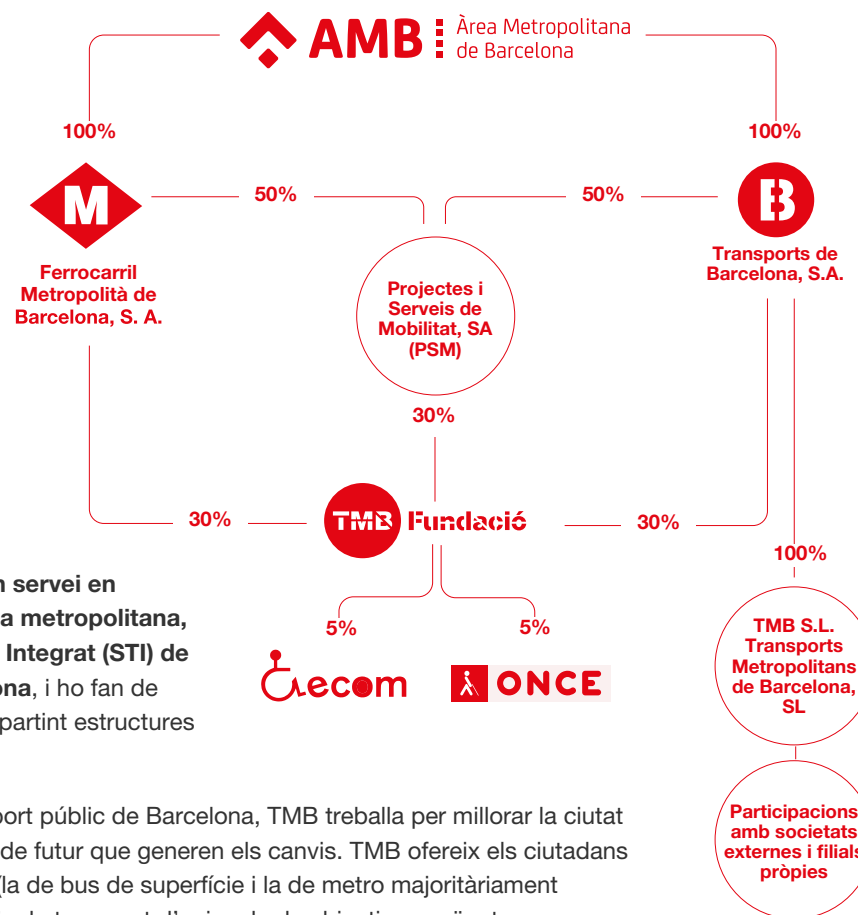 AMB Àrea Metropolitana
de Barcelona
100%
100%
M
50%
50%
B
Ferrocarril
Metropolità de
Barcelona, S. A.
Projectes i
Serveis de
Mobilitat, SA
(PSM)
Transports de
Barcelona, S.A.
30%
30%
TMB Fundació
30%
100%
servei en
a metropolitana,
Integrat (STI) de
ona, i ho fan de
partint estructures
5%
5%
ecom
ONCE
TMB S.L.
Transports
Metropolitans
de Barcelona,
SL
Participacions
amb societats
externes i filials
pròpies
port públic de Barcelona, TMB treballa per millorar la ciutat
de futur que generen els canvis. TMB ofereix els ciutadans
(la de bus de superfície i la de metro majoritàriament